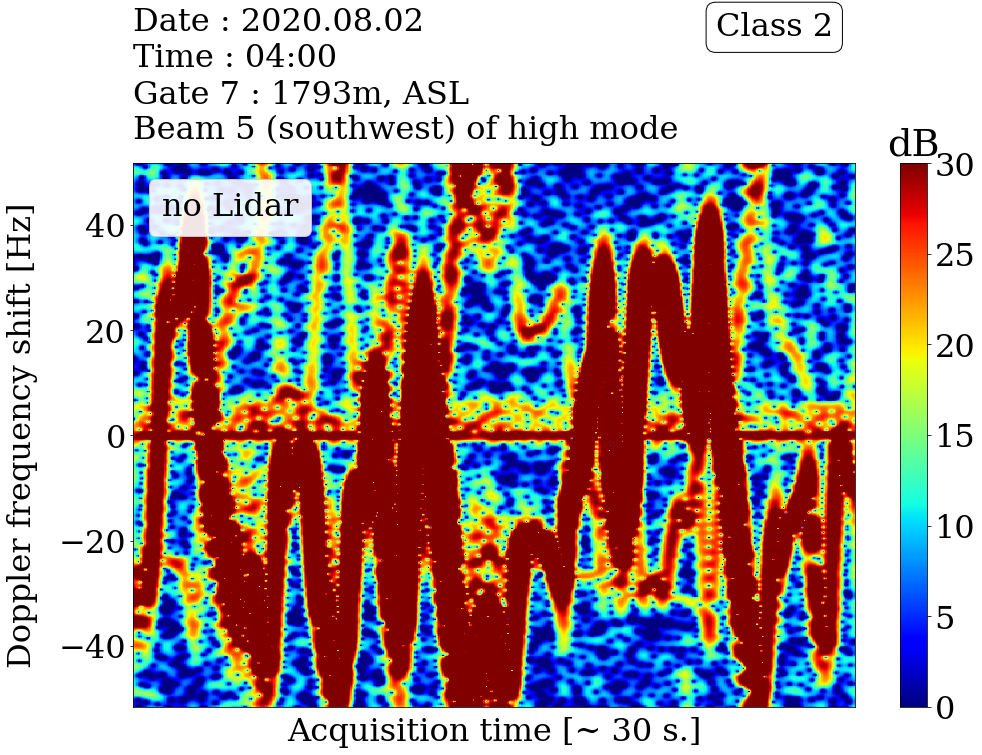 Date : 2020.08.02
Time : 04:00
Gate 7 : 1793m, ASL
Beam 5 (southwest) of high mode
Class 2
no Lidar
dB
30
25
20
15
10
5
0
Doppler frequency shift [Hz]
40
20
0
−20
−40
Acquisition time [~ 30 s.]